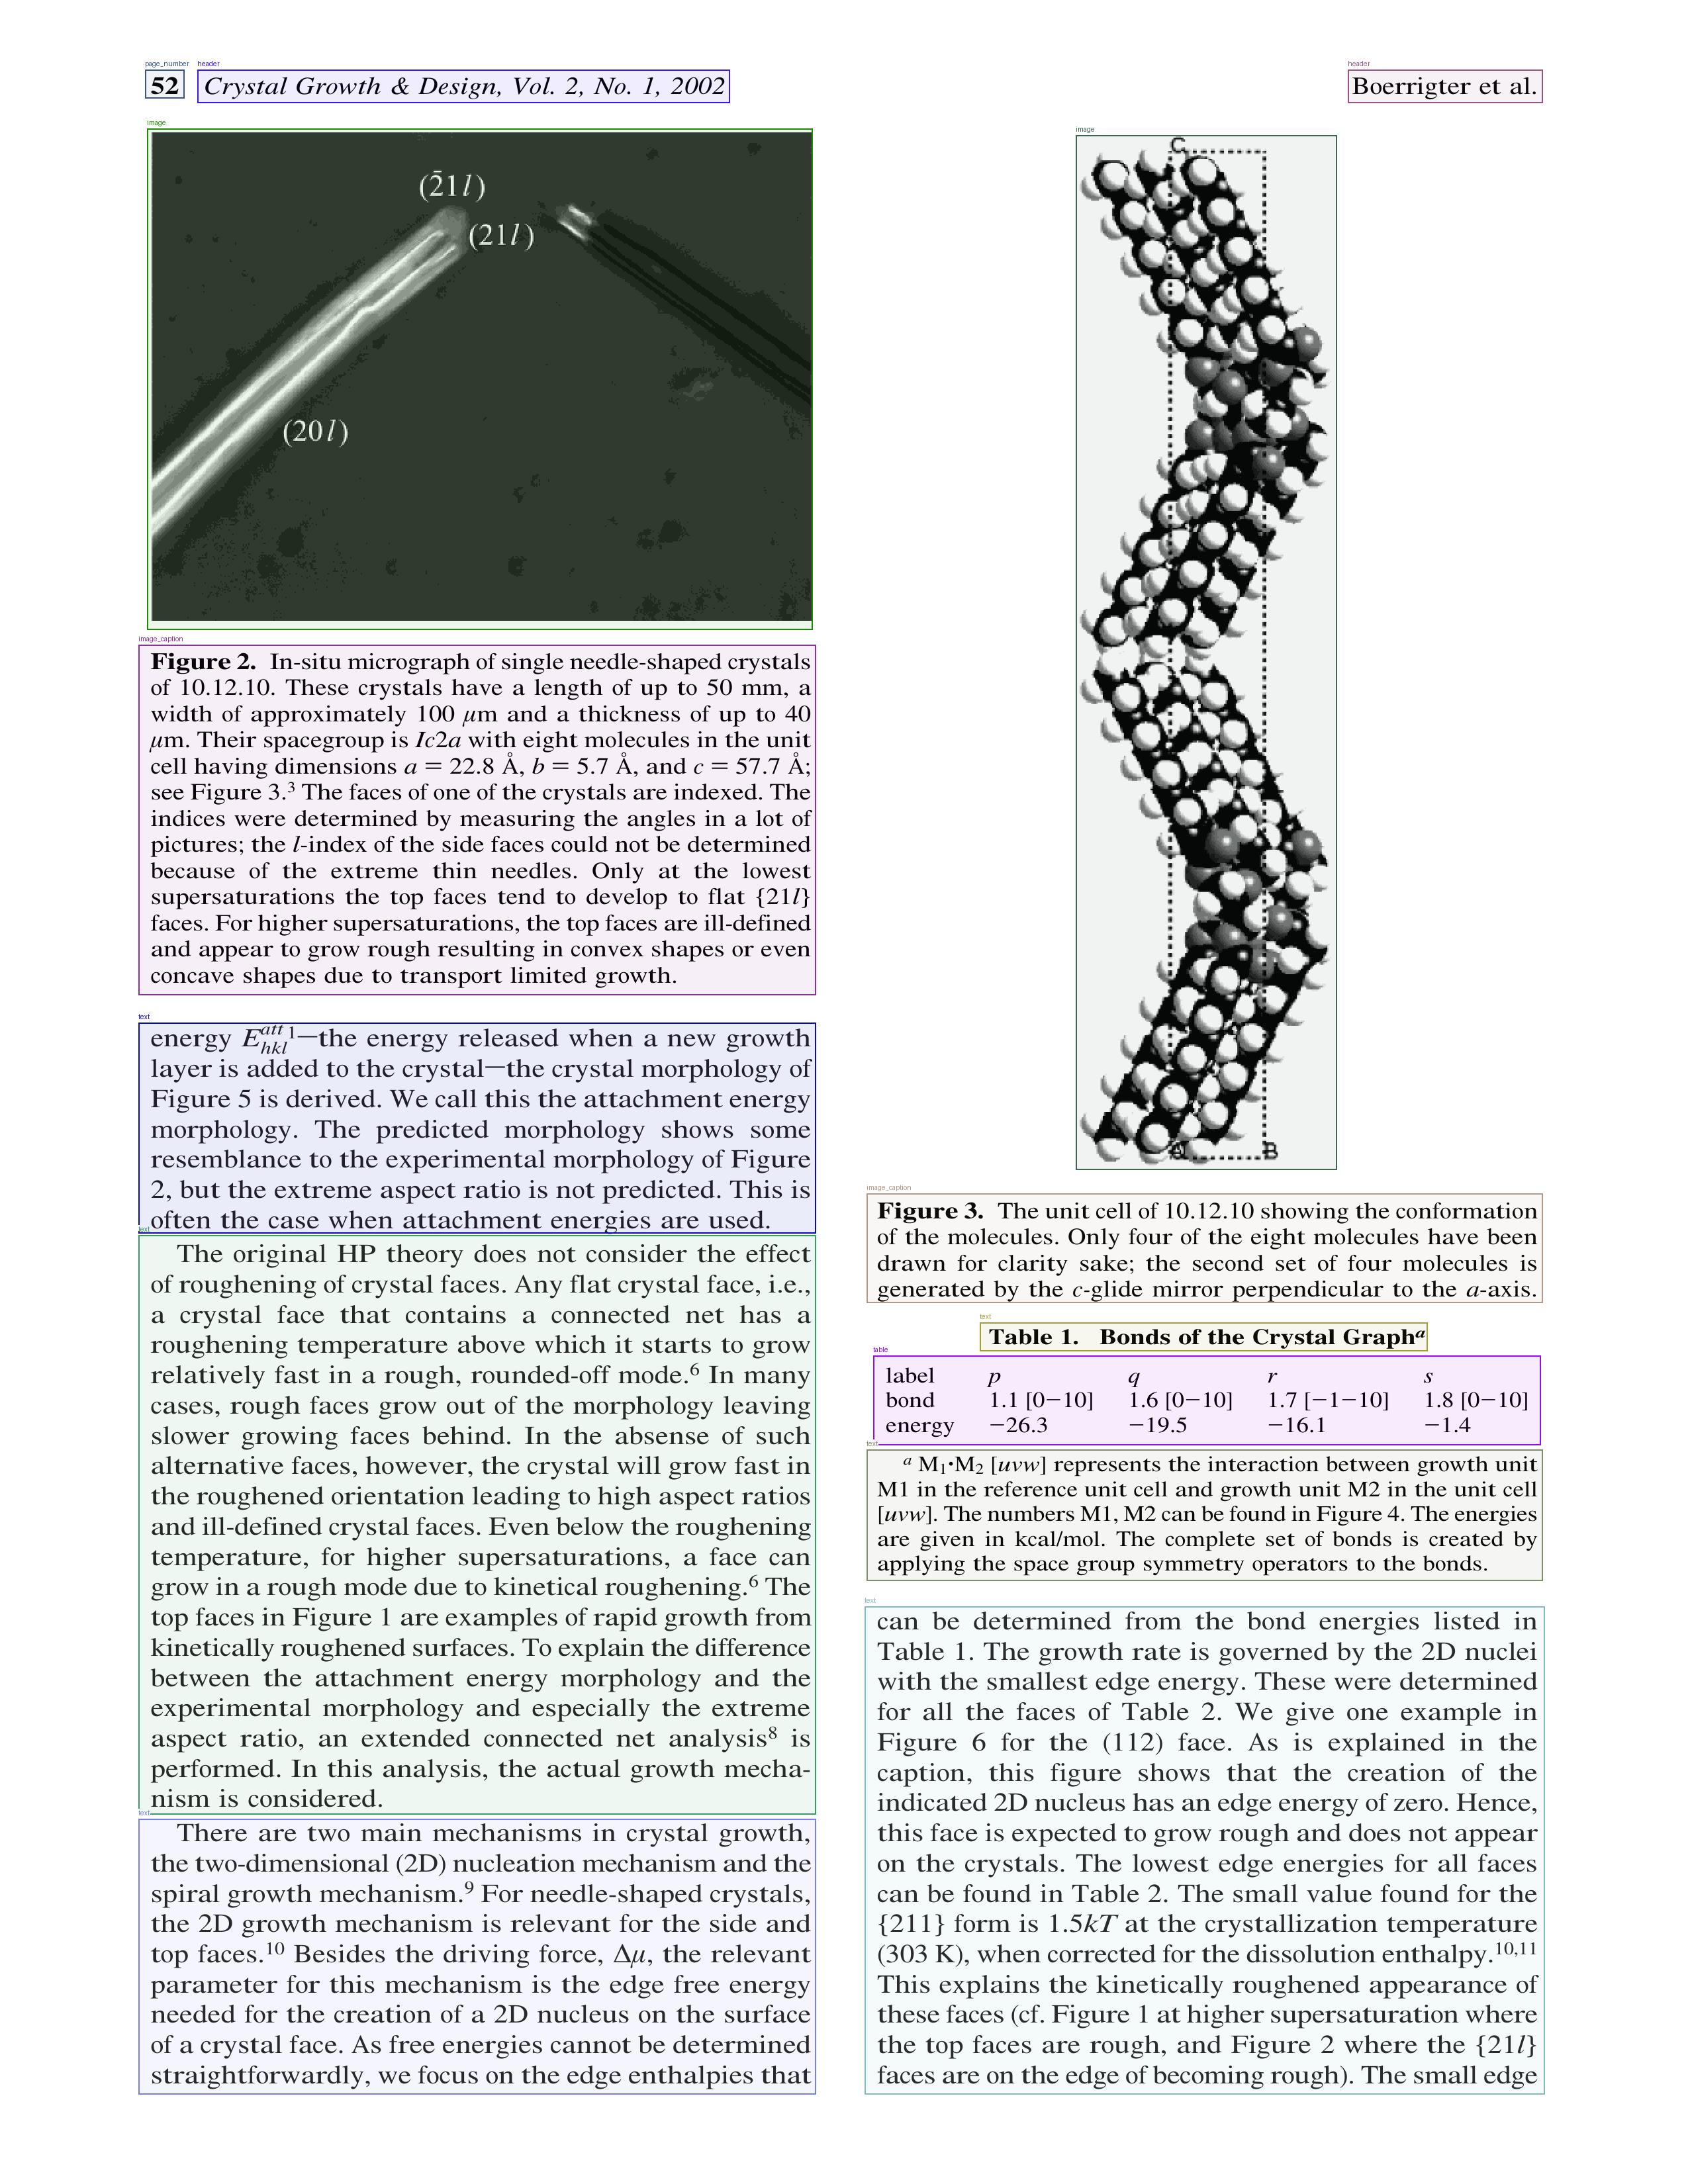 page_number
header
header
52
Crystal Growth & Design, Vol. 2, No. 1, 2002
Boerrigter et al.
image
(2̄1l)
(21l)
(20l)
image_caption
Figure 2. In-situ micrograph of single needle-shaped crystals
of 10.12.10. These crystals have a length of up to 50 mm, a
width of approximately 100 μm and a thickness of up to 40
μm. Their spacegroup is Ic2a with eight molecules in the unit
cell having dimensions a = 22.8 Å, b = 5.7 Å, and c = 57.7 Å;
see Figure 3.³ The faces of one of the crystals are indexed. The
indices were determined by measuring the angles in a lot of
pictures; the l-index of the side faces could not be determined
because of the extreme thin needles. Only at the lowest
supersaturations the top faces tend to develop to flat {21l}
faces. For higher supersaturations, the top faces are ill-defined
and appear to grow rough resulting in convex shapes or even
concave shapes due to transport limited growth.
text
energy E^att_hkl ¹—the energy released when a new growth
layer is added to the crystal—the crystal morphology of
Figure 5 is derived. We call this the attachment energy
morphology. The predicted morphology shows some
resemblance to the experimental morphology of Figure
2, but the extreme aspect ratio is not predicted. This is
often the case when attachment energies are used.
text
The original HP theory does not consider the effect
of roughening of crystal faces. Any flat crystal face, i.e.,
a crystal face that contains a connected net has a
roughening temperature above which it starts to grow
relatively fast in a rough, rounded-off mode.⁶ In many
cases, rough faces grow out of the morphology leaving
slower growing faces behind. In the absense of such
alternative faces, however, the crystal will grow fast in
the roughened orientation leading to high aspect ratios
and ill-defined crystal faces. Even below the roughening
temperature, for higher supersaturations, a face can
grow in a rough mode due to kinetical roughening.⁶ The
top faces in Figure 1 are examples of rapid growth from
kinetically roughened surfaces. To explain the difference
between the attachment energy morphology and the
experimental morphology and especially the extreme
aspect ratio, an extended connected net analysis⁸ is
performed. In this analysis, the actual growth mecha-
nism is considered.
text
There are two main mechanisms in crystal growth,
the two-dimensional (2D) nucleation mechanism and the
spiral growth mechanism.⁹ For needle-shaped crystals,
the 2D growth mechanism is relevant for the side and
top faces.¹⁰ Besides the driving force, Δμ, the relevant
parameter for this mechanism is the edge free energy
needed for the creation of a 2D nucleus on the surface
of a crystal face. As free energies cannot be determined
straightforwardly, we focus on the edge enthalpies that
image
C
A
B
image_caption
Figure 3. The unit cell of 10.12.10 showing the conformation
of the molecules. Only four of the eight molecules have been
drawn for clarity sake; the second set of four molecules is
generated by the c-glide mirror perpendicular to the a-axis.
text
Table 1. Bonds of the Crystal Graphᵃ
table
label p q r s
bond 1.1 [0−10] 1.6 [0−10] 1.7 [−1−10] 1.8 [0−10]
energy −26.3 −19.5 −16.1 −1.4
text
ᵃ M₁·M₂ [uvw] represents the interaction between growth unit
M1 in the reference unit cell and growth unit M2 in the unit cell
[uvw]. The numbers M1, M2 can be found in Figure 4. The energies
are given in kcal/mol. The complete set of bonds is created by
applying the space group symmetry operators to the bonds.
text
can be determined from the bond energies listed in
Table 1. The growth rate is governed by the 2D nuclei
with the smallest edge energy. These were determined
for all the faces of Table 2. We give one example in
Figure 6 for the (112) face. As is explained in the
caption, this figure shows that the creation of the
indicated 2D nucleus has an edge energy of zero. Hence,
this face is expected to grow rough and does not appear
on the crystals. The lowest edge energies for all faces
can be found in Table 2. The small value found for the
{211} form is 1.5kT at the crystallization temperature
(303 K), when corrected for the dissolution enthalpy.¹⁰,¹¹
This explains the kinetically roughened appearance of
these faces (cf. Figure 1 at higher supersaturation where
the top faces are rough, and Figure 2 where the {21l}
faces are on the edge of becoming rough). The small edge